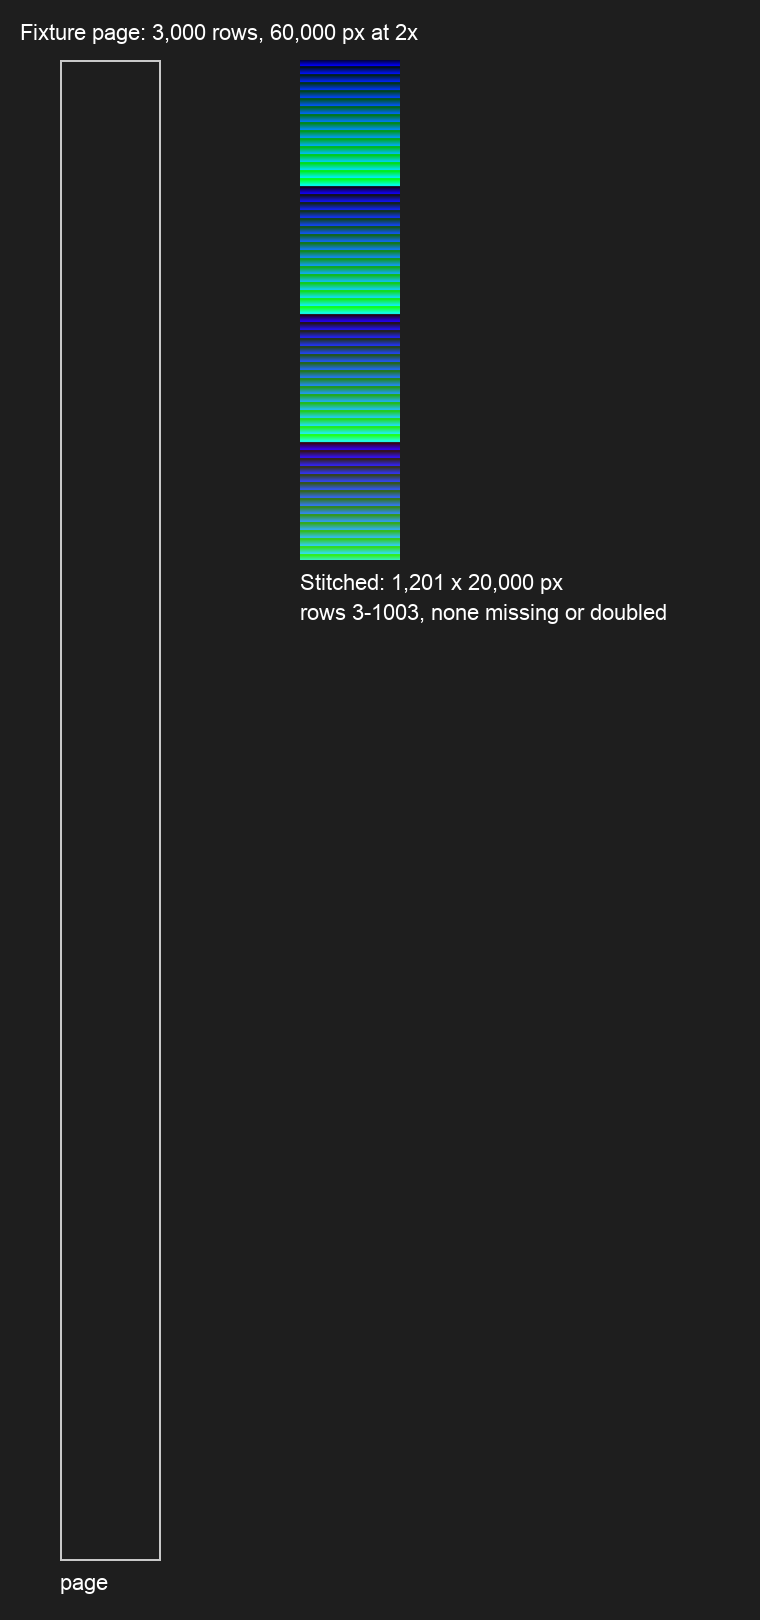 Fixture page: 3,000 rows, 60,000 px at 2x
Stitched: 1,201 x 20,000 px
rows 3-1003, none missing or doubled
page